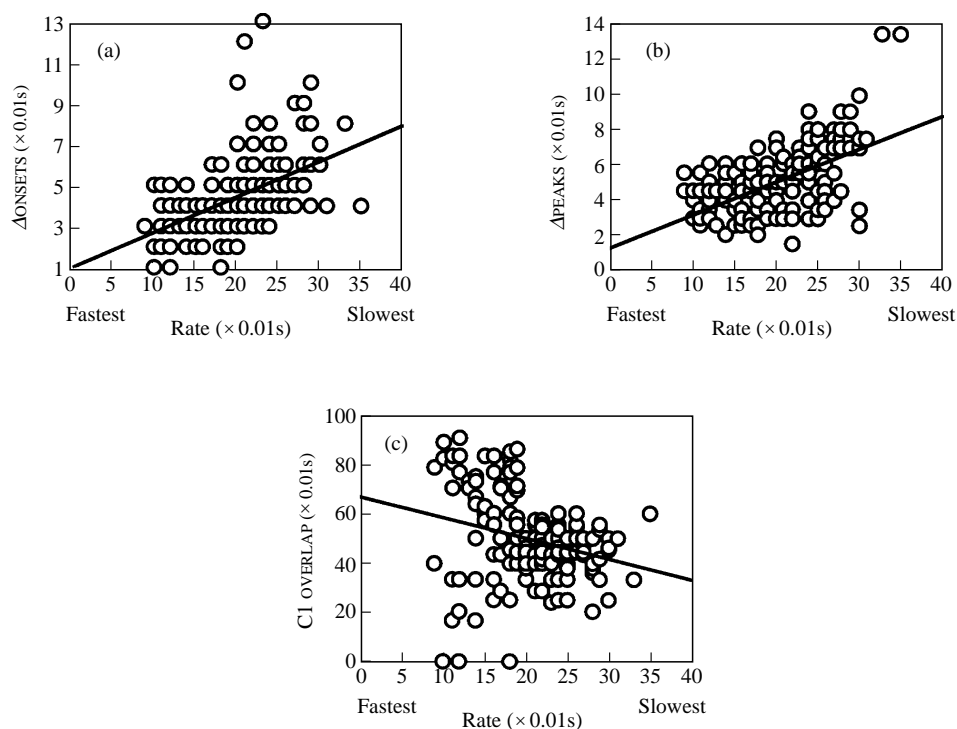 (a)
ΔONSETS (×0.01s)
13
11
9
7
5
3
1
0 5 10 15 20 25 30 35 40
Fastest Slowest
Rate (×0.01s)
(b)
ΔPEAKS (×0.01s)
14
12
10
8
6
4
2
0
0 5 10 15 20 25 30 35 40
Fastest Slowest
Rate (×0.01s)
(c)
C1 OVERLAP (×0.01s)
100
80
60
40
20
0
0 5 10 15 20 25 30 35 40
Fastest Slowest
Rate (×0.01s)